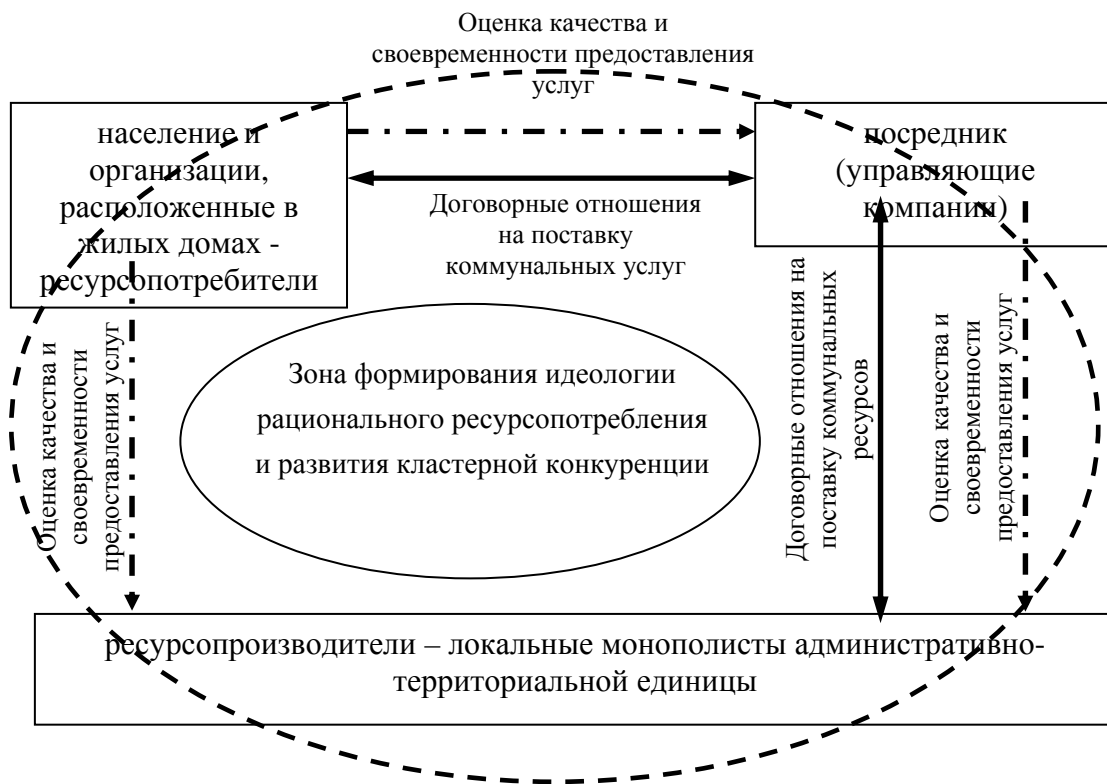 Оценка качества и
своевременности предоставления
услуг
население и
организации,
расположенные в
жилых домах -
ресурсопотребители
посредник
(управляющие
компании)
Договорные отношения
на поставку
коммунальных услуг
Оценка качества и
своевременности
предоставления услуг
Зона формирования идеологии
рационального ресурсопотребления
и развития кластерной конкуренции
Договорные отношения на
поставку коммунальных
ресурсов
Оценка качества и
своевременности
предоставления услуг
ресурсопроизводители – локальные монополисты административно-
территориальной единицы